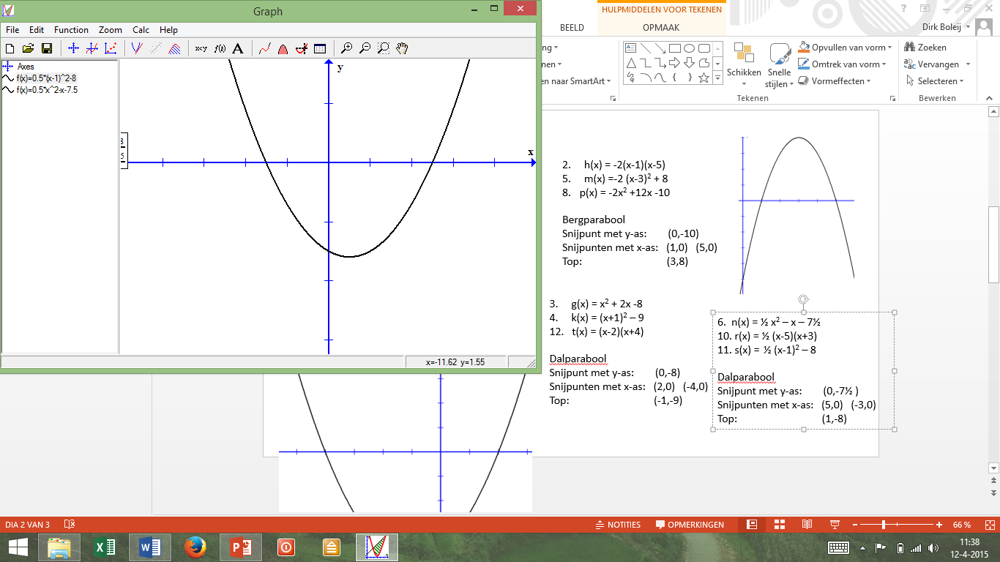 Graph
File Edit Function Zoom Calc Help
Axes
f(x)=0.5*(x-1)^2-8
f(x)=0.5*x^2-x-7.5
y
x
8
5
x=-11.62 y=1.55
HULPMIDDELEN VOOR TEKENEN
BEELD OPMAAK
Dirk Boleij
ng
nen
en naar SmartArt
Schikken
Snelle
stijlen
Opvullen van vorm
Omtrek van vorm
Vormeffecten
Tekenen
Zoeken
Vervangen
Selecteren
Bewerken
2. h(x) = -2(x-1)(x-5)
5. m(x) =-2 (x-3)² + 8
8. p(x) = -2x² +12x -10
Bergparabool
Snijpunt met y-as: (0,-10)
Snijpunten met x-as: (1,0) (5,0)
Top: (3,8)
3. g(x) = x² + 2x -8
4. k(x) = (x+1)² – 9
12. t(x) = (x-2)(x+4)
Dalparabool
Snijpunt met y-as: (0,-8)
Snijpunten met x-as: (2,0) (-4,0)
Top: (-1,-9)
6. n(x) = ½ x² – x – 7½
10. r(x) = ½ (x-5)(x+3)
11. s(x) = ½ (x-1)² – 8
Dalparabool
Snijpunt met y-as: (0,-7½ )
Snijpunten met x-as: (5,0) (-3,0)
Top: (1,-8)
DIA 2 VAN 3
NOTITIES
OPMERKINGEN
66 %
11:38
12-4-2015